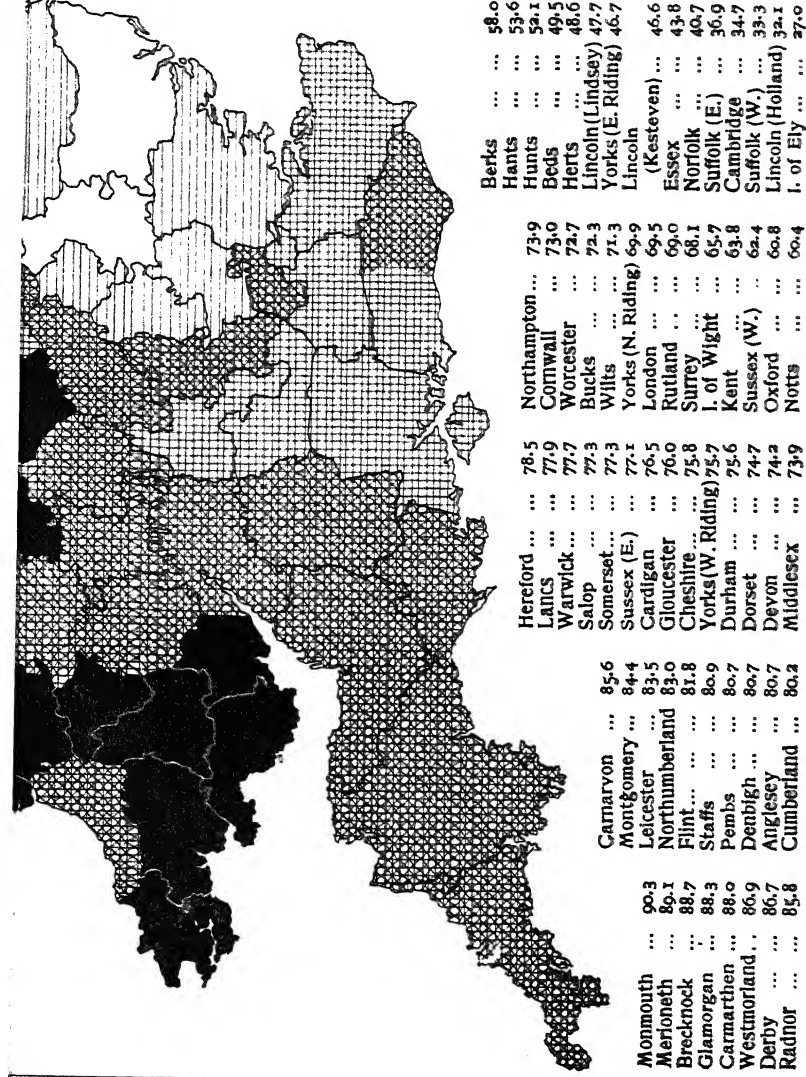 Monmouth ... 90.3
Merioneth ... 89.1
Brecknock ... 88.7
Glamorgan ... 88.3
Carmarthen ... 88.0
Westmorland.. 86.9
Derby ... ... 86.7
Radnor ... ... 85.8
Carnarvon ... 85.6
Montgomery ... 84.4
Leicester ... 83.5
Northumberland 83.0
Flint... ... ... 81.8
Staffs ... ... 80.9
Pembs ... ... 80.7
Denbigh ... ... 80.7
Anglesey ... 80.7
Cumberland ... 80.2
Hereford ... ... 78.5
Lancs ... ... 77.9
Warwick ... ... 77.7
Salop ... ... 77.3
Somerset ... ... 77.3
Sussex (E.) ... 77.1
Cardigan ... 76.5
Gloucester ... 76.0
Cheshire ... ... 75.8
Yorks (W. Riding) 75.7
Durham ... ... 75.6
Dorset ... ... 74.7
Devon ... ... 74.2
Middlesex ... 73.9
Northampton ... 73.9
Cornwall ... 73.0
Worcester ... 72.7
Bucks ... ... 72.3
Wilts ... ... 71.3
Yorks (N. Riding) 69.9
London ... ... 69.5
Rutland ... ... 69.0
Surrey ... ... 68.1
I. of Wight ... 65.7
Kent ... ... 63.8
Sussex (W.) ... 62.4
Oxford ... ... 60.8
Notts ... ... 60.4
Berks ... ... 58.0
Hants ... ... 53.6
Hunts ... ... 52.1
Beds ... ... 49.5
Herts ... ... 48.6
Lincoln (Lindsey) 47.7
Yorks (E. Riding) 46.7
Lincoln
(Kesteven) ... 46.6
Essex ... ... 43.8
Norfolk ... ... 40.7
Suffolk (E.) ... 36.9
Cambridge ... 34.7
Suffolk (W.) ... 33.3
Lincoln (Holland) 32.1
I. of Ely ... ... 27.0